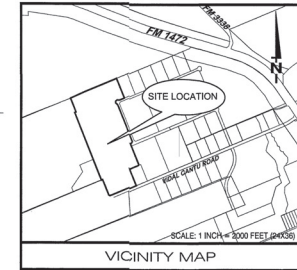 FM 3338
FM 1472
N
SITE LOCATION
VIDAL CANTU ROAD
SCALE: 1 INCH = 2000 FEET (24X36)
VICINITY MAP